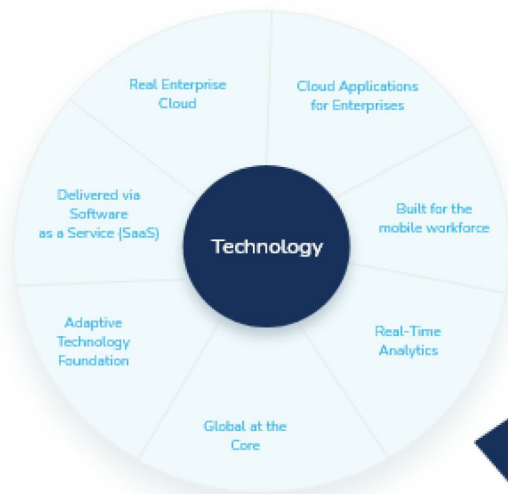 Real Enterprise
Cloud
Cloud Applications
for Enterprises
Delivered via
Software
as a Service (SaaS)
Built for the
mobile workforce
Technology
Adaptive
Technology
Foundation
Real-Time
Analytics
Global at the
Core